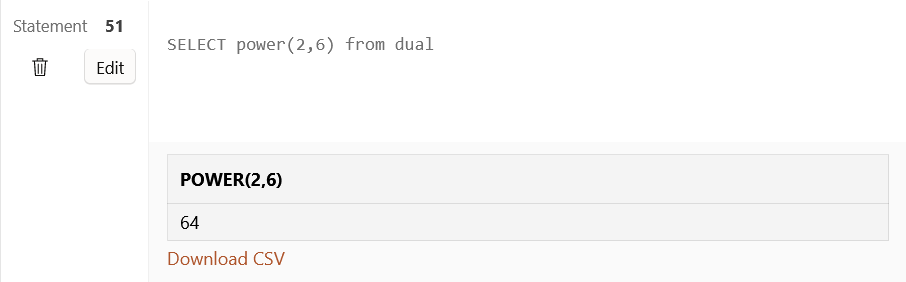 Statement 51
SELECT power(2,6) from dual
Edit
POWER(2,6)
64
Download CSV